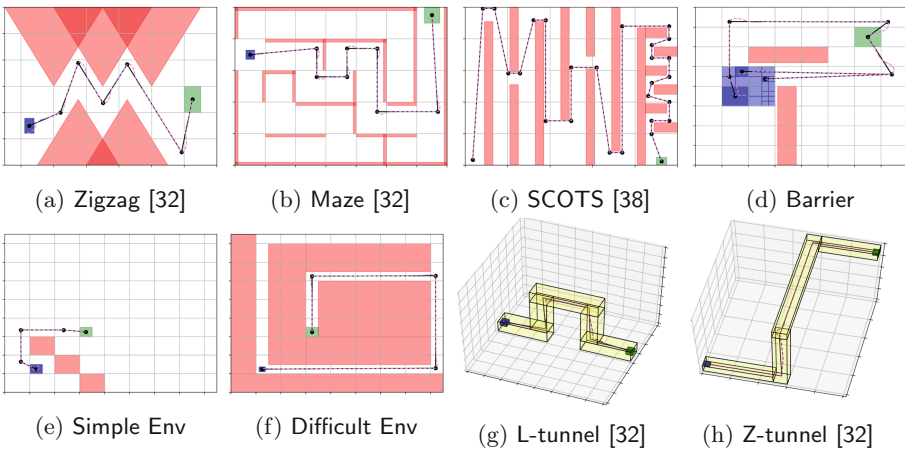 (a) Zigzag [32]
(b) Maze [32]
(c) SCOTS [38]
(d) Barrier
(e) Simple Env
(f) Difficult Env
(g) L-tunnel [32]
(h) Z-tunnel [32]